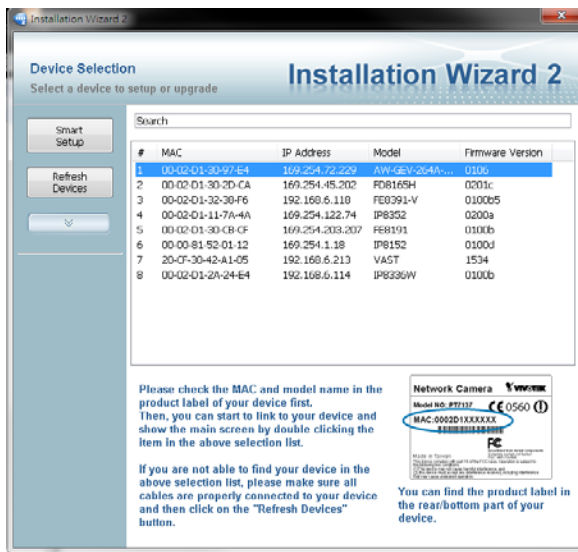 Installation Wizard 2
Device Selection
Select a device to setup or upgrade
Installation Wizard 2
Smart
Setup
Refresh
Devices
Search
# MAC IP Address Model Firmware Version
1 00-02-D1-30-97-E4 169.254.72.229 AW-GEV-264A-... 0106
2 00-02-D1-30-2D-CA 169.254.45.202 FD8165H 0201c
3 00-02-D1-32-38-F6 192.168.6.118 FE8391-V 0100b5
4 00-02-D1-11-7A-4A 169.254.122.74 IP8352 0200a
5 00-02-D1-30-CB-CF 169.254.203.207 FE8191 0100b
6 00-00-81-52-01-12 169.254.1.18 IP8152 0100d
7 20-CF-30-42-A1-05 192.168.6.213 VAST 1534
8 00-02-D1-2A-24-E4 192.168.6.114 IP8336W 0100b
Please check the MAC and model name in the
product label of your device first.
Then, you can start to link to your device and
show the main screen by double clicking the
item in the above selection list.
If you are not able to find your device in the
above selection list, please make sure all
cables are properly connected to your device
and then click on the "Refresh Devices"
button.
Network Camera VIVOTEK
Model NO: PTZ7137 CE 0560
MAC:0002D1XXXXXX
FC
Made in Taiwan
You can find the product label in
the rear/bottom part of your
device.